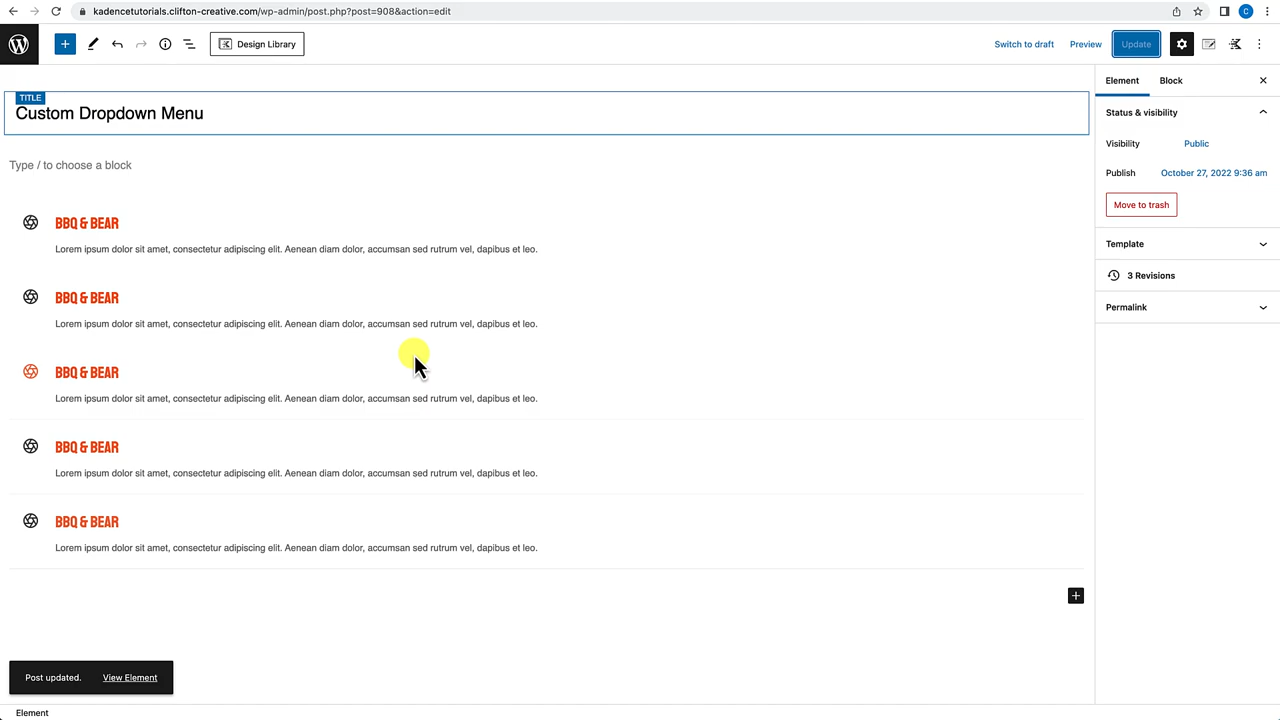 kadencetutorials.clifton-creative.com/wp-admin/post.php?post=908&action=edit
C
Design Library
Switch to draft
Preview
Update
TITLE
Custom Dropdown Menu
Type / to choose a block
BBQ & BEAR
Lorem ipsum dolor sit amet, consectetur adipiscing elit. Aenean diam dolor, accumsan sed rutrum vel, dapibus et leo.
BBQ & BEAR
Lorem ipsum dolor sit amet, consectetur adipiscing elit. Aenean diam dolor, accumsan sed rutrum vel, dapibus et leo.
BBQ & BEAR
Lorem ipsum dolor sit amet, consectetur adipiscing elit. Aenean diam dolor, accumsan sed rutrum vel, dapibus et leo.
BBQ & BEAR
Lorem ipsum dolor sit amet, consectetur adipiscing elit. Aenean diam dolor, accumsan sed rutrum vel, dapibus et leo.
BBQ & BEAR
Lorem ipsum dolor sit amet, consectetur adipiscing elit. Aenean diam dolor, accumsan sed rutrum vel, dapibus et leo.
Element Block
Status & visibility
Visibility Public
Publish October 27, 2022 9:36 am
Move to trash
Template
3 Revisions
Permalink
Post updated. View Element
Element